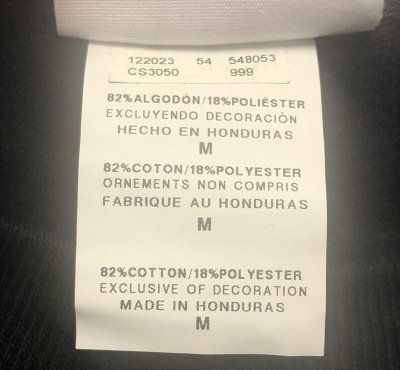 122023 54 548053
CS3050 999
82%ALGODÓN/18%POLIÉSTER
EXCLUYENDO DECORACIÒN
HECHO EN HONDURAS
M
82%COTON/18%POLYESTER
ORNEMENTS NON COMPRIS
FABRIQUE AU HONDURAS
M
82%COTTON/18%POLYESTER
EXCLUSIVE OF DECORATION
MADE IN HONDURAS
M